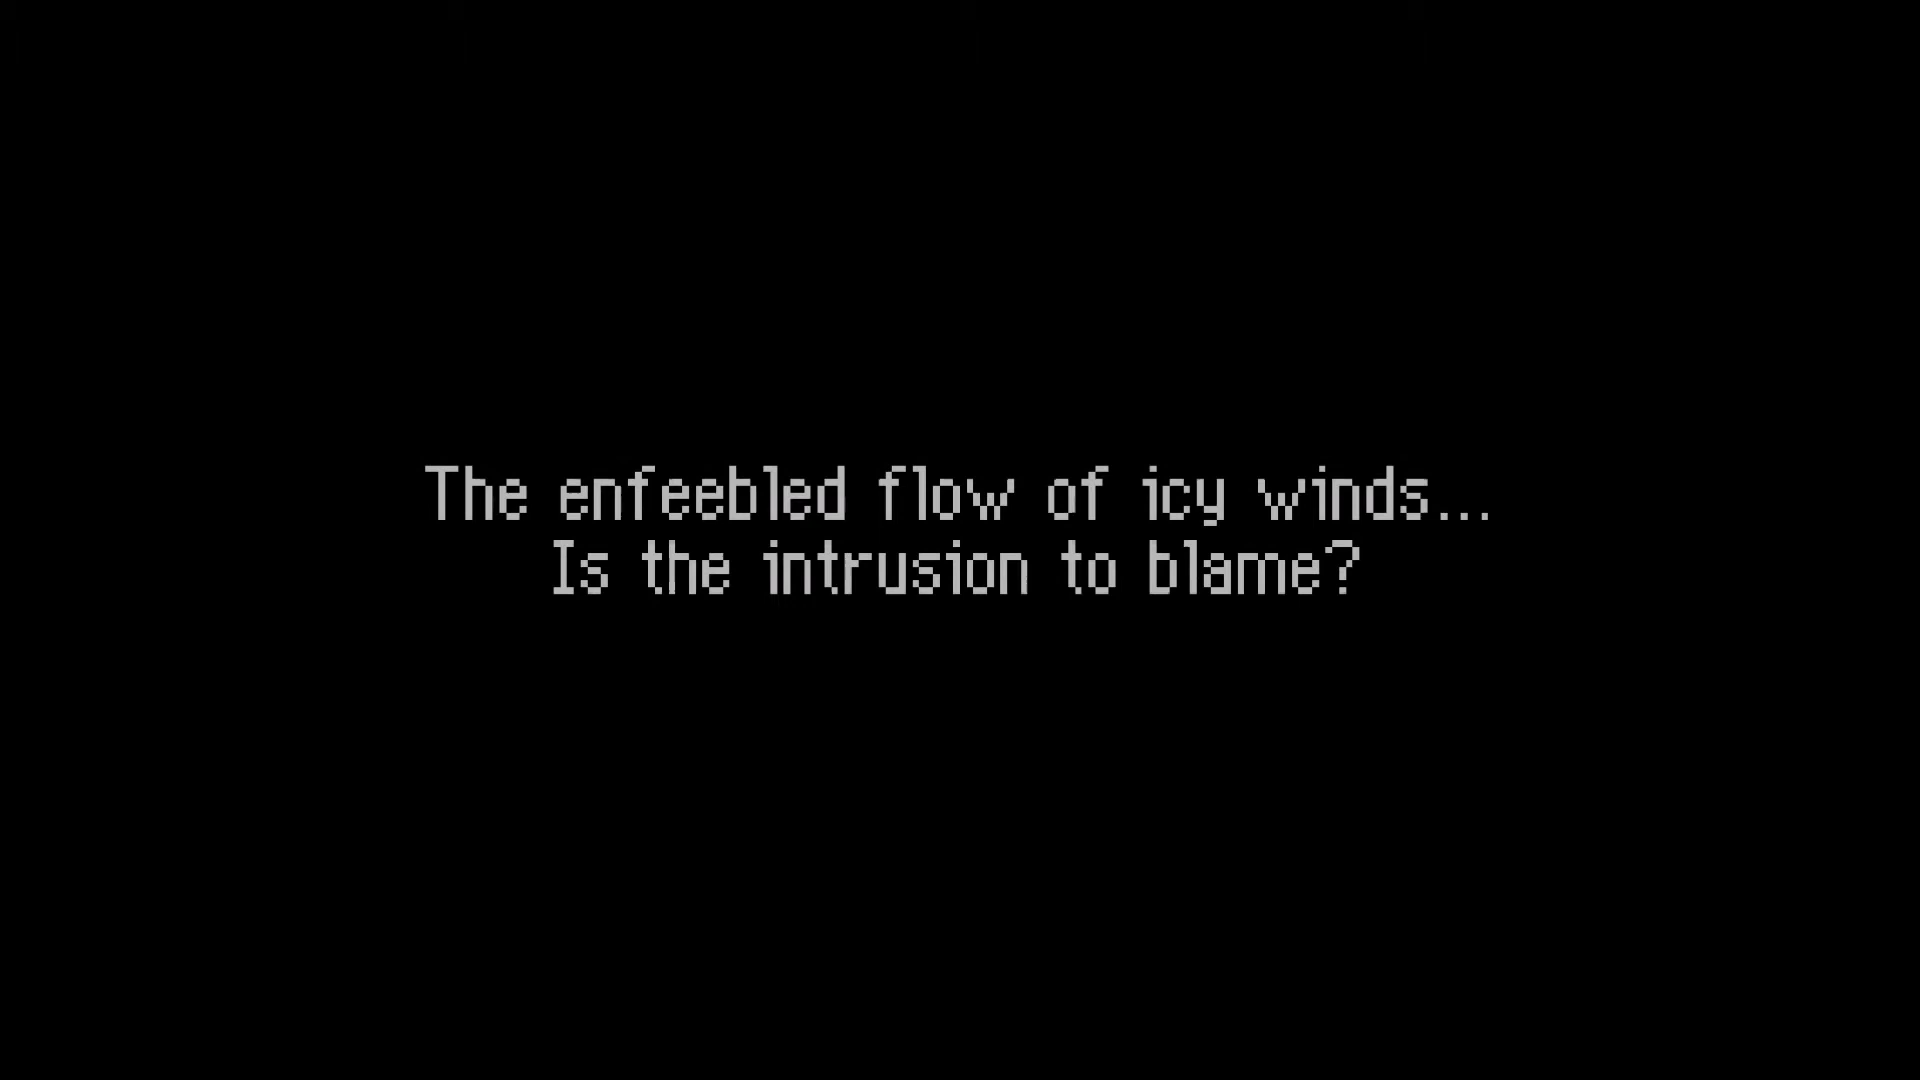 The enfeebled flow of icy winds...
Is the intrusion to blame?